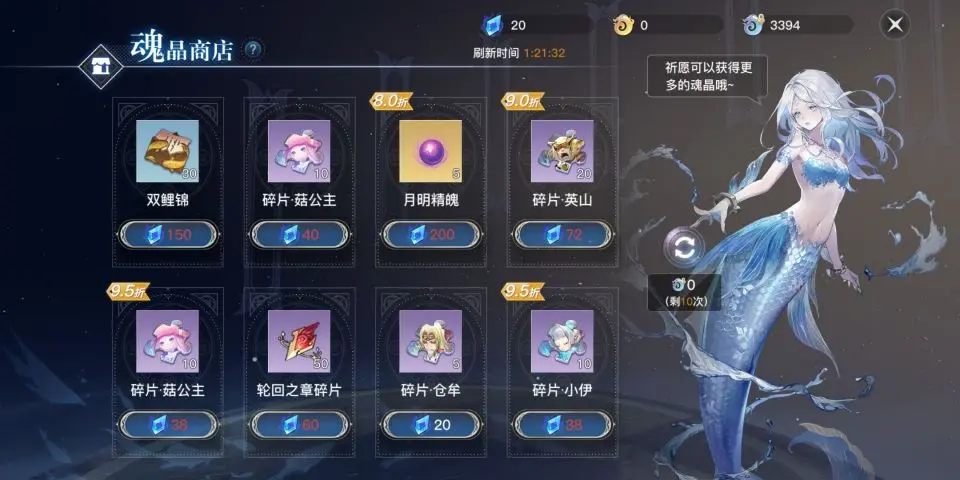 魂晶商店
?
20
0
3394
刷新时间 1:21:32
祈愿可以获得更
多的魂晶哦~
30
双鲤锦
150
10
碎片·菇公主
40
8.0折
5
月明精魄
200
9.0折
20
碎片·英山
72
9.5折
10
碎片·菇公主
38
50
轮回之章碎片
60
5
碎片·仓牟
20
9.5折
10
碎片·小伊
38
0
(剩10次)